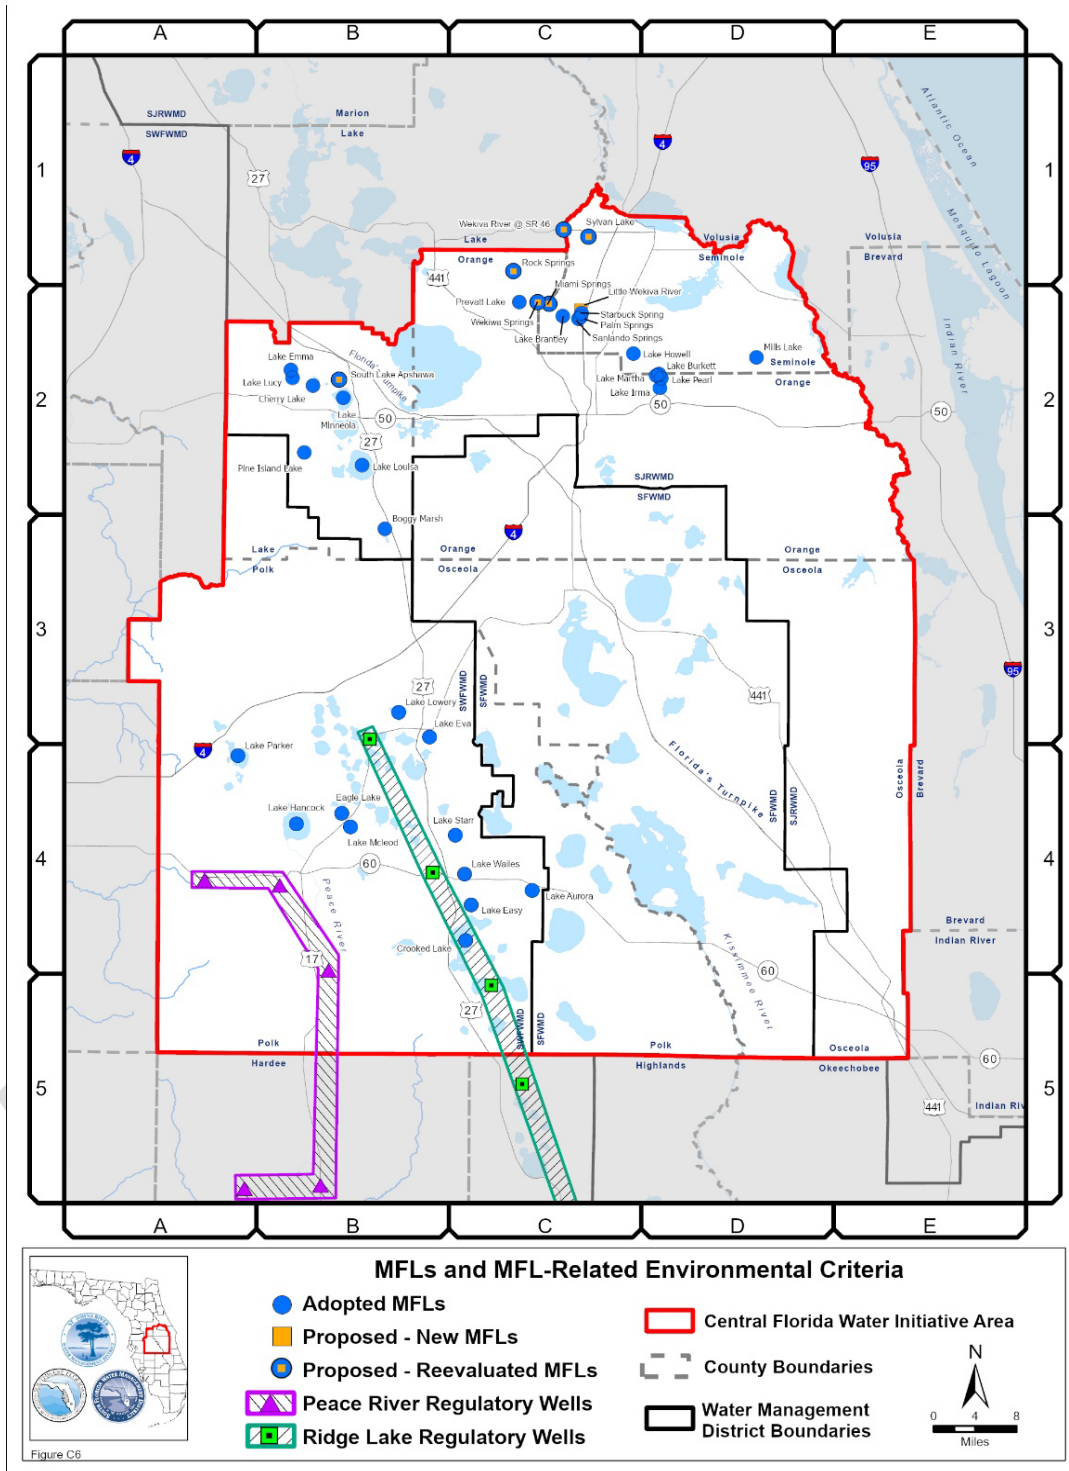 A B C D E
1 1
2 2
3 3
4 4
5 5
A B C D E
SJRWMD
SWFWMD
Marion
Lake
4
27
4
95
Atlantic Ocean
Mosquito Lagoon
Indian River
Wekiva River @ SR 46
Sylvan Lake
Lake
Orange
Volusia
Seminole
Volusia
Brevard
441
Rock Springs
Miami Springs
Prevatt Lake
Little Wekiva River
Wekiwa Springs
Starbuck Spring
Palm Springs
Lake Brantley
Sanlando Springs
Lake Emma
Florida's Turnpike
Lake Howell
Mills Lake
Lake Lucy
South Lake Apshawa
Lake Burkett
Seminole
Orange
Lake Martha
Lake Pearl
Cherry Lake
Lake Irma
50
Lake
Minneola
50
50
27
Pine Island Lake
Lake Louisa
SJRWMD
SFWMD
Boggy Marsh
4
Lake
Polk
Orange
Osceola
Orange
Osceola
95
27
SWFWMD
SFWMD
441
Lake Lowery
Lake Eva
Lake Parker
4
Florida's Turnpike
Osceola
Brevard
SFWMD
SJRWMD
Eagle Lake
Lake Hancock
Lake Starr
Lake Mcleod
60
Lake Wailes
Lake Aurora
Lake Easy
Peace River
Crooked Lake
Brevard
Indian River
Kissimmee River
17
60
27
SWFWMD
SFWMD
Polk
Hardee
Polk
Highlands
Osceola
Okeechobee
60
441
Indian Riv
MFLs and MFL-Related Environmental Criteria
Adopted MFLs
Proposed - New MFLs
Proposed - Reevaluated MFLs
Peace River Regulatory Wells
Ridge Lake Regulatory Wells
Central Florida Water Initiative Area
County Boundaries
Water Management
District Boundaries
N
0 4 8
Miles
Figure C6